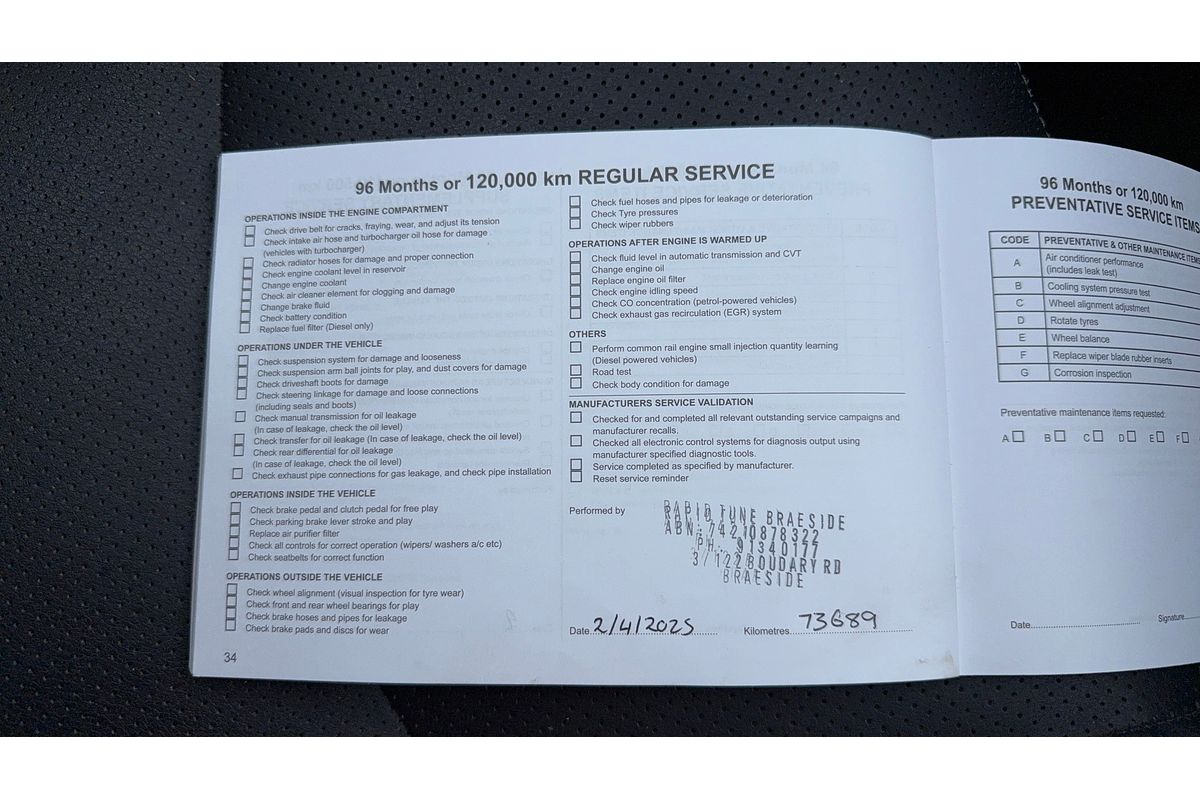 96 Months or 120,000 km REGULAR SERVICE
OPERATIONS INSIDE THE ENGINE COMPARTMENT
Check drive belt for cracks, fraying, wear, and adjust its tension
Check intake air hose and turbocharger oil hose for damage
(vehicles with turbocharger)
Check radiator hoses for damage and proper connection
Check engine coolant level in reservoir
Change engine coolant
Check air cleaner element for clogging and damage
Change brake fluid
Check battery condition
Replace fuel filter (Diesel only)
OPERATIONS UNDER THE VEHICLE
Check suspension system for damage and looseness
Check suspension arm ball joints for play, and dust covers for damage
Check driveshaft boots for damage
Check steering linkage for damage and loose connections
(including seals and boots)
Check manual transmission for oil leakage
(In case of leakage, check the oil level)
Check transfer for oil leakage (In case of leakage, check the oil level)
Check rear differential for oil leakage
(In case of leakage, check the oil level)
Check exhaust pipe connections for gas leakage, and check pipe installation
OPERATIONS INSIDE THE VEHICLE
Check brake pedal and clutch pedal for free play
Check parking brake lever stroke and play
Replace air purifier filter
Check all controls for correct operation (wipers/ washers a/c etc)
Check seatbelts for correct function
OPERATIONS OUTSIDE THE VEHICLE
Check wheel alignment (visual inspection for tyre wear)
Check front and rear wheel bearings for play
Check brake hoses and pipes for leakage
Check brake pads and discs for wear
34
Check fuel hoses and pipes for leakage or deterioration
Check Tyre pressures
Check wiper rubbers
OPERATIONS AFTER ENGINE IS WARMED UP
Check fluid level in automatic transmission and CVT
Change engine oil
Replace engine oil filter
Check engine idling speed
Check CO concentration (petrol-powered vehicles)
Check exhaust gas recirculation (EGR) system
OTHERS
Perform common rail engine small injection quantity learning
(Diesel powered vehicles)
Road test
Check body condition for damage
MANUFACTURERS SERVICE VALIDATION
Checked for and completed all relevant outstanding service campaigns and
manufacturer recalls.
Checked all electronic control systems for diagnosis output using
manufacturer specified diagnostic tools.
Service completed as specified by manufacturer.
Reset service reminder
Performed by
RAPID TUNE BRAESIDE
ABN: 74210878322
PH. 91340177
3/122 BOUDARY RD
BRAESIDE
Date 2/4/2025 Kilometres 73689
96 Months or 120,000 km
PREVENTATIVE SERVICE ITEMS
CODE PREVENTATIVE & OTHER MAINTENANCE ITEMS
A Air conditioner performance
(includes leak test)
B Cooling system pressure test
C Wheel alignment adjustment
D Rotate tyres
E Wheel balance
F Replace wiper blade rubber inserts
G Corrosion inspection
Preventative maintenance items requested:
A B C D E F
Date Signature